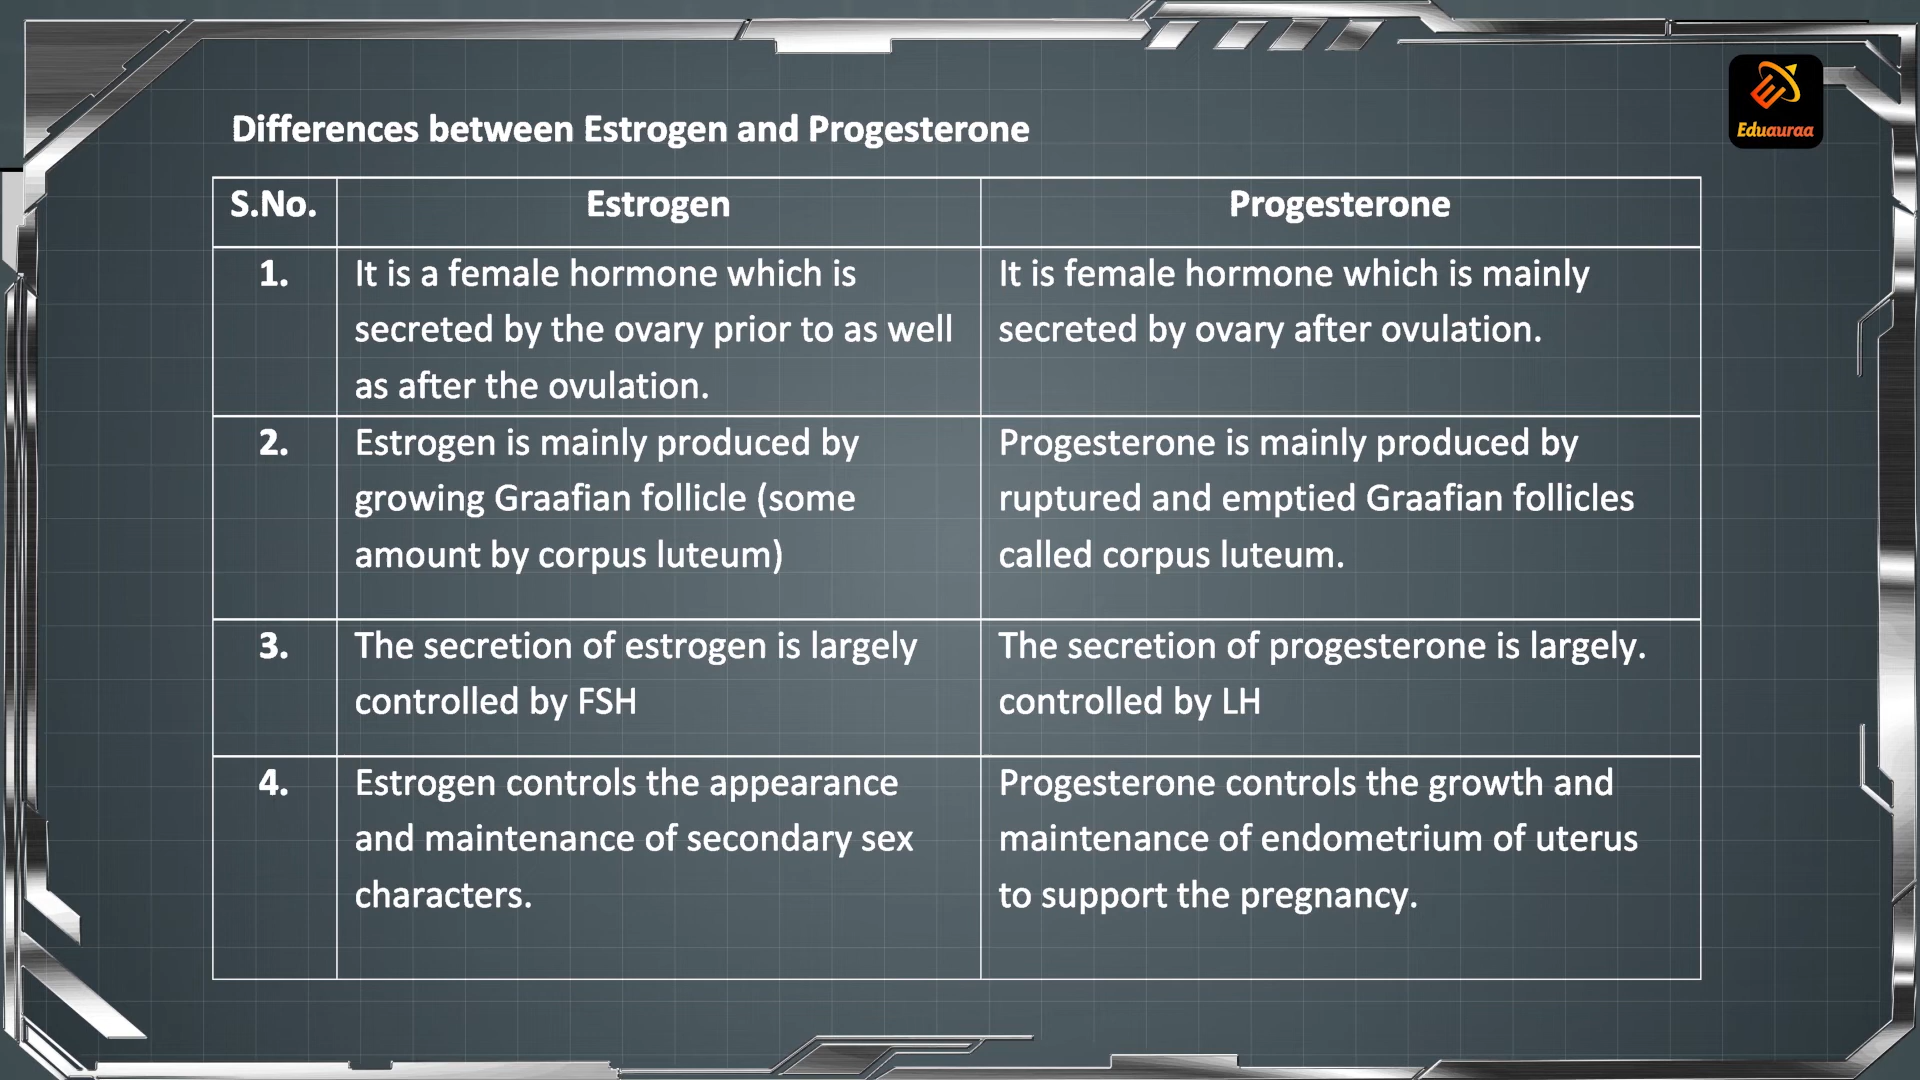 Eduauraa
Differences between Estrogen and Progesterone
S.No. Estrogen Progesterone
1. It is a female hormone which is
secreted by the ovary prior to as well
as after the ovulation.
It is female hormone which is mainly
secreted by ovary after ovulation.
2. Estrogen is mainly produced by
growing Graafian follicle (some
amount by corpus luteum)
Progesterone is mainly produced by
ruptured and emptied Graafian follicles
called corpus luteum.
3. The secretion of estrogen is largely
controlled by FSH
The secretion of progesterone is largely.
controlled by LH
4. Estrogen controls the appearance
and maintenance of secondary sex
characters.
Progesterone controls the growth and
maintenance of endometrium of uterus
to support the pregnancy.